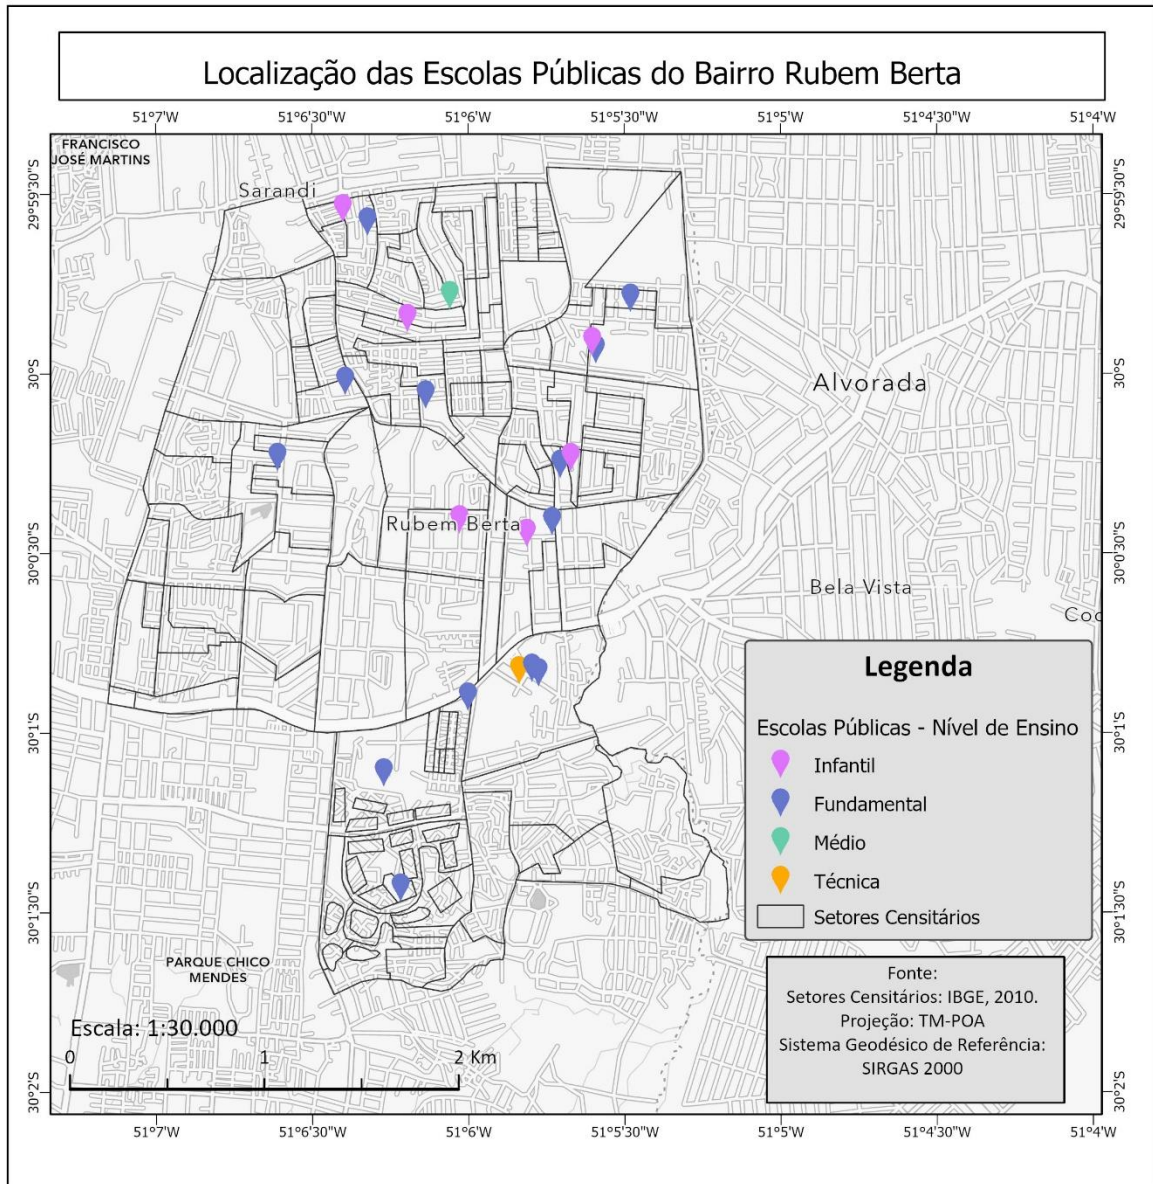 Localização das Escolas Públicas do Bairro Rubem Berta
51°7'W 51°6'30"W 51°6'W 51°5'30"W 51°5'W 51°4'30"W 51°4'W
FRANCISCO
JOSÉ MARTINS
Sarandi
29°59'30"S 29°59'30"S
30°S 30°S
Alvorada
Rubem Berta
30°0'30"S 30°0'30"S
Bela Vista
Coc
Legenda
Escolas Públicas - Nível de Ensino
Infantil
Fundamental
Médio
Técnica
Setores Censitários
30°1'S 30°1'S
30°1'30"S 30°1'30"S
PARQUE CHICO
MENDES
Fonte:
Setores Censitários: IBGE, 2010.
Projeção: TM-POA
Sistema Geodésico de Referência:
SIRGAS 2000
Escala: 1:30.000
0 1 2 Km
30°2'S 30°2'S
51°7'W 51°6'30"W 51°6'W 51°5'30"W 51°5'W 51°4'30"W 51°4'W